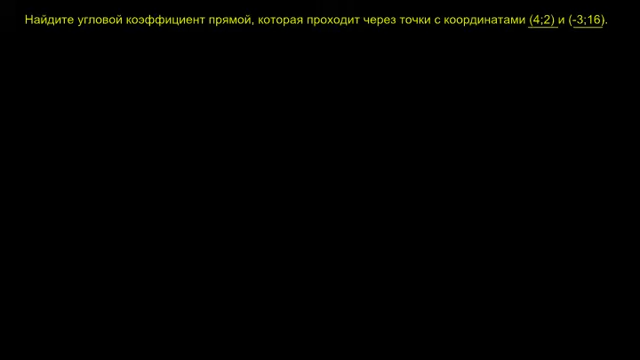 Найдите угловой коэффициент прямой, которая проходит через точки с координатами (4;2) и (-3;16).